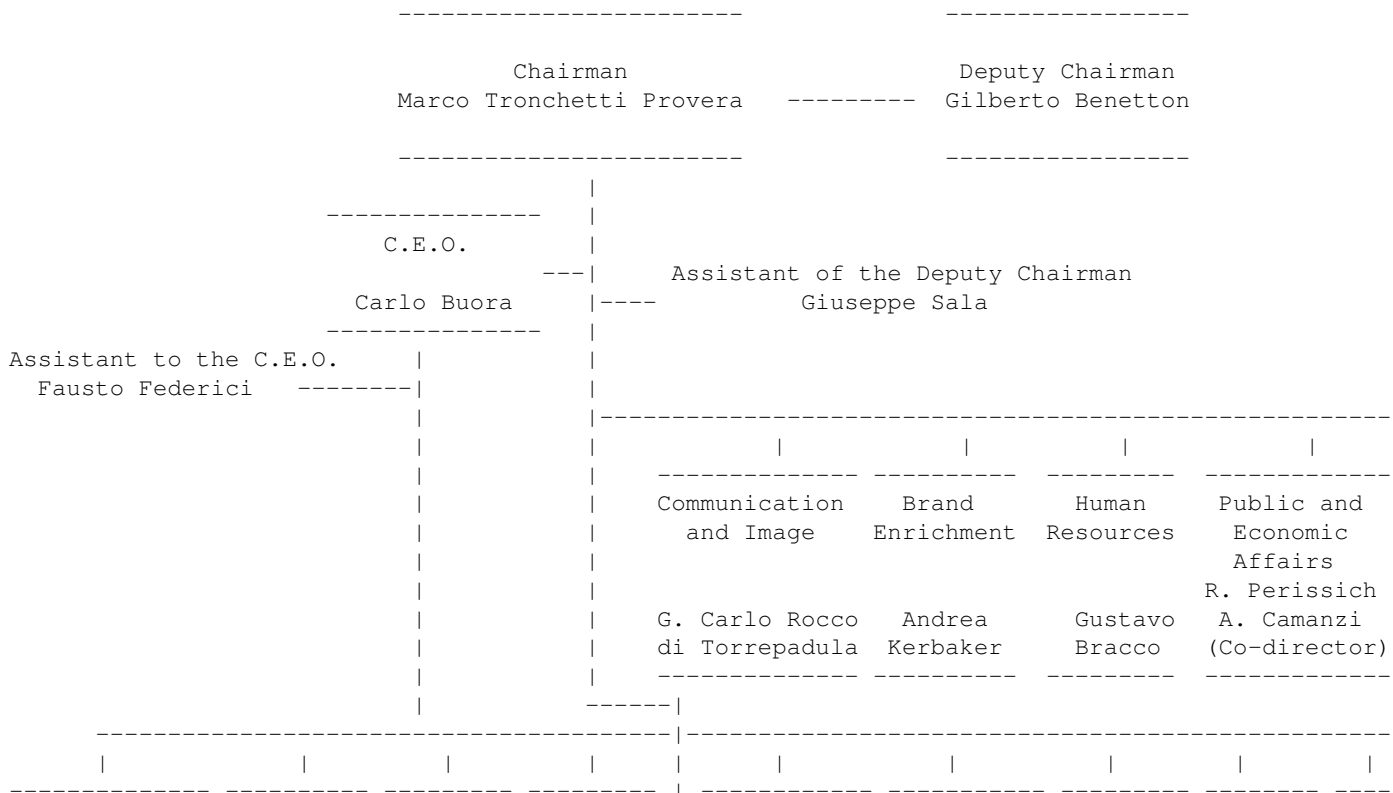 Chairman Deputy Chairman
Marco Tronchetti Provera --------- Gilberto Benetton
C.E.O.
Assistant of the Deputy Chairman
Carlo Buora Giuseppe Sala
Assistant to the C.E.O.
Fausto Federici
Communication Brand Human Public and
and Image Enrichment Resources Economic
Affairs
R. Perissich
G. Carlo Rocco Andrea Gustavo A. Camanzi
di Torrepadula Kerbaker Bracco (Co-director)